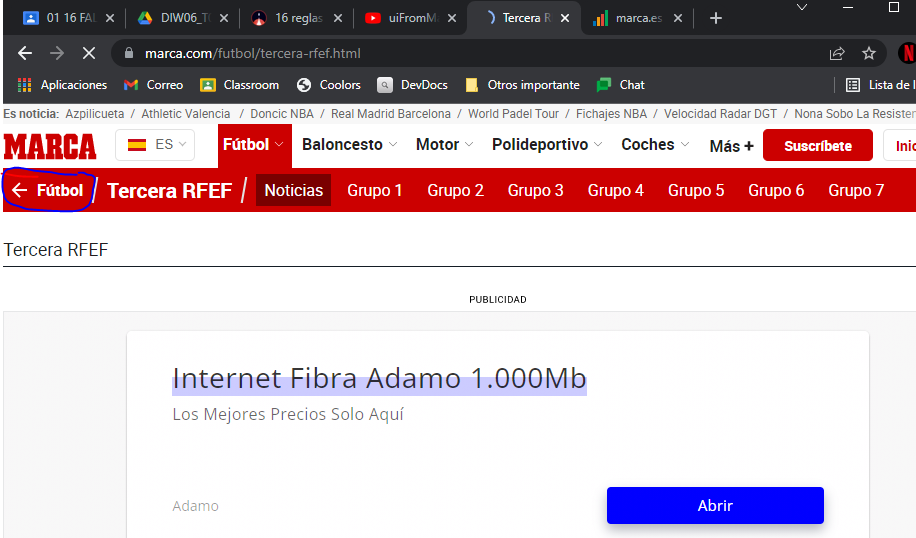 01 16 FAL
DIW06_T
16 reglas
uiFromMa
Tercera R
marca.es
marca.com/futbol/tercera-rfef.html
Aplicaciones Correo Classroom Coolors DevDocs Otros importante Chat Lista de l
Es noticia: Azpilicueta / Athletic Valencia / Doncic NBA / Real Madrid Barcelona / World Padel Tour / Fichajes NBA / Velocidad Radar DGT / Nona Sobo La Resisten
MARCA ES Fútbol Baloncesto Motor Polideportivo Coches Más + Suscríbete Inic
Fútbol / Tercera RFEF / Noticias Grupo 1 Grupo 2 Grupo 3 Grupo 4 Grupo 5 Grupo 6 Grupo 7
Tercera RFEF
PUBLICIDAD
Internet Fibra Adamo 1.000Mb
Los Mejores Precios Solo Aquí
Adamo Abrir